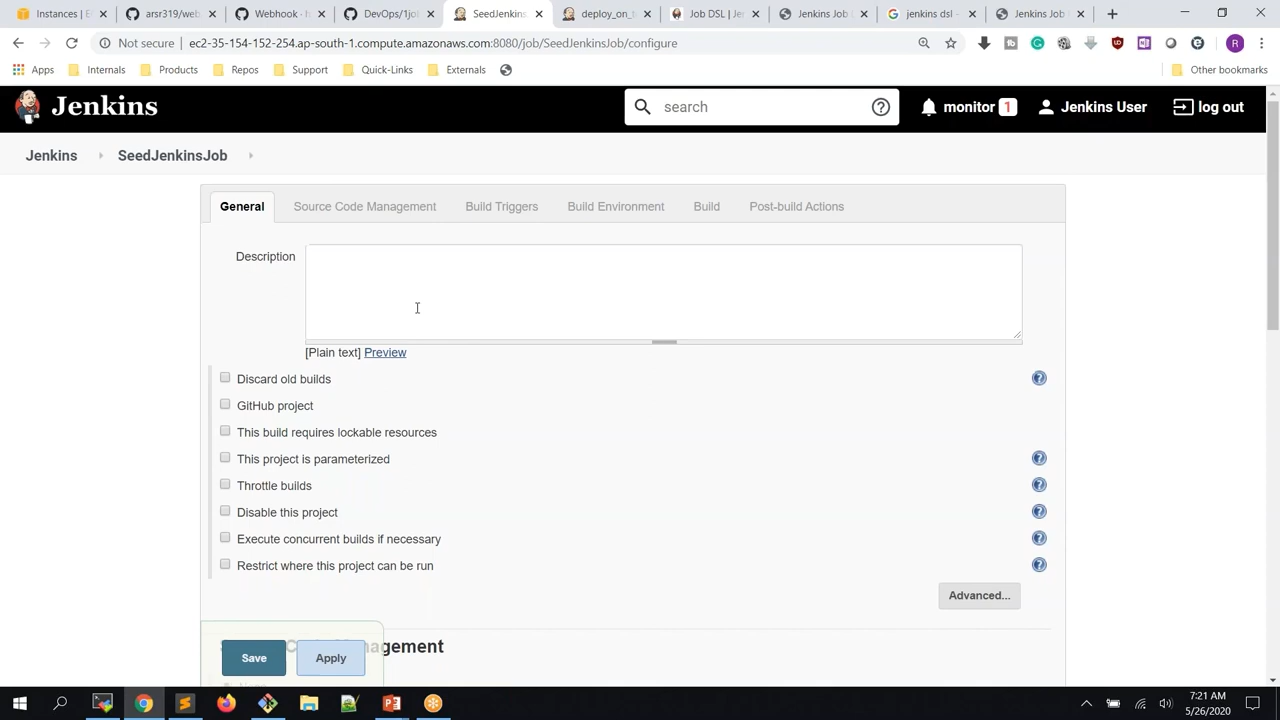 Instances | E
arsr319/web
Webhook - h
DevOps/1job
SeedJenkins
deploy_on_t
Job DSL | Je
Jenkins Job
jenkins dsl -
Jenkins Job
Not secure | ec2-35-154-152-254.ap-south-1.compute.amazonaws.com:8080/job/SeedJenkinsJob/configure
Apps Internals Products Repos Support Quick-Links Externals Other bookmarks
Jenkins search monitor 1 Jenkins User log out
Jenkins SeedJenkinsJob
General Source Code Management Build Triggers Build Environment Build Post-build Actions
Description
[Plain text] Preview
Discard old builds
GitHub project
This build requires lockable resources
This project is parameterized
Throttle builds
Disable this project
Execute concurrent builds if necessary
Restrict where this project can be run
Advanced...
Save Apply
7:21 AM
5/26/2020